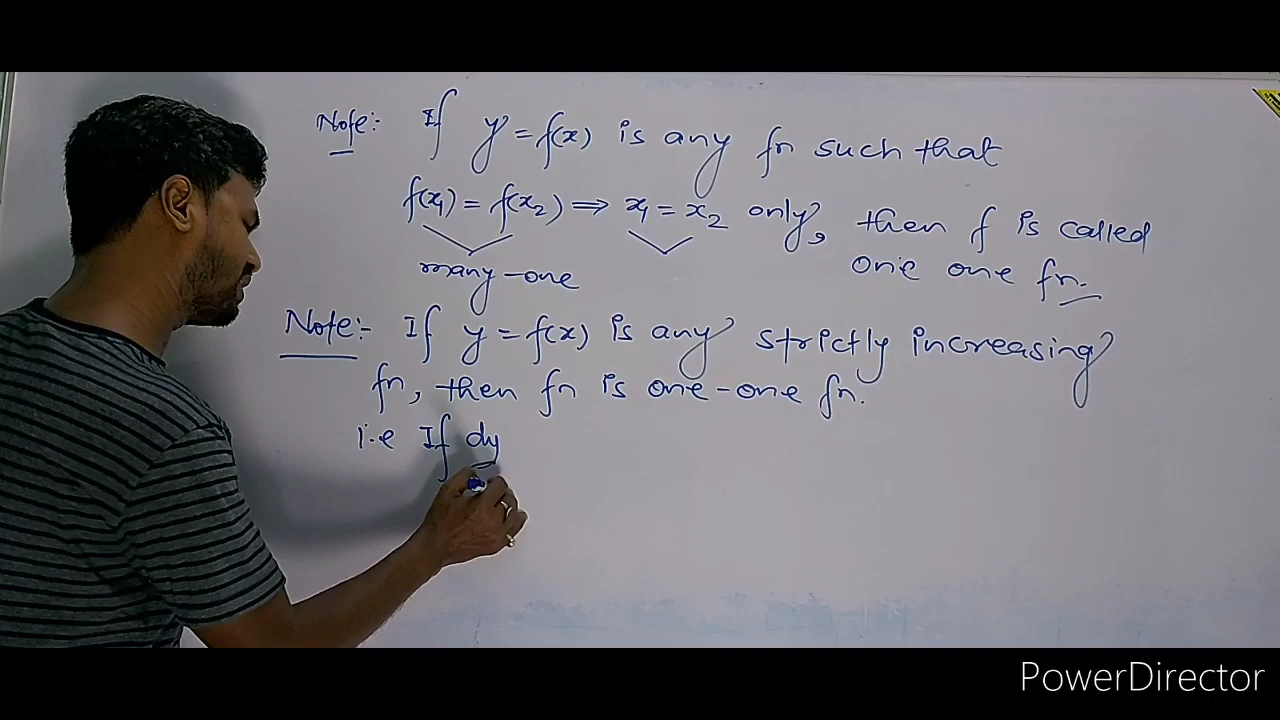 Note:- If y = f(x) is any fn such that
f(x₁) = f(x₂) ⇒ x₁ = x₂ only, then f is called
many-one one one fn.
Note:- If y = f(x) is any strictly increasing
fn, then fn is one-one fn.
i.e If dy
PowerDirector